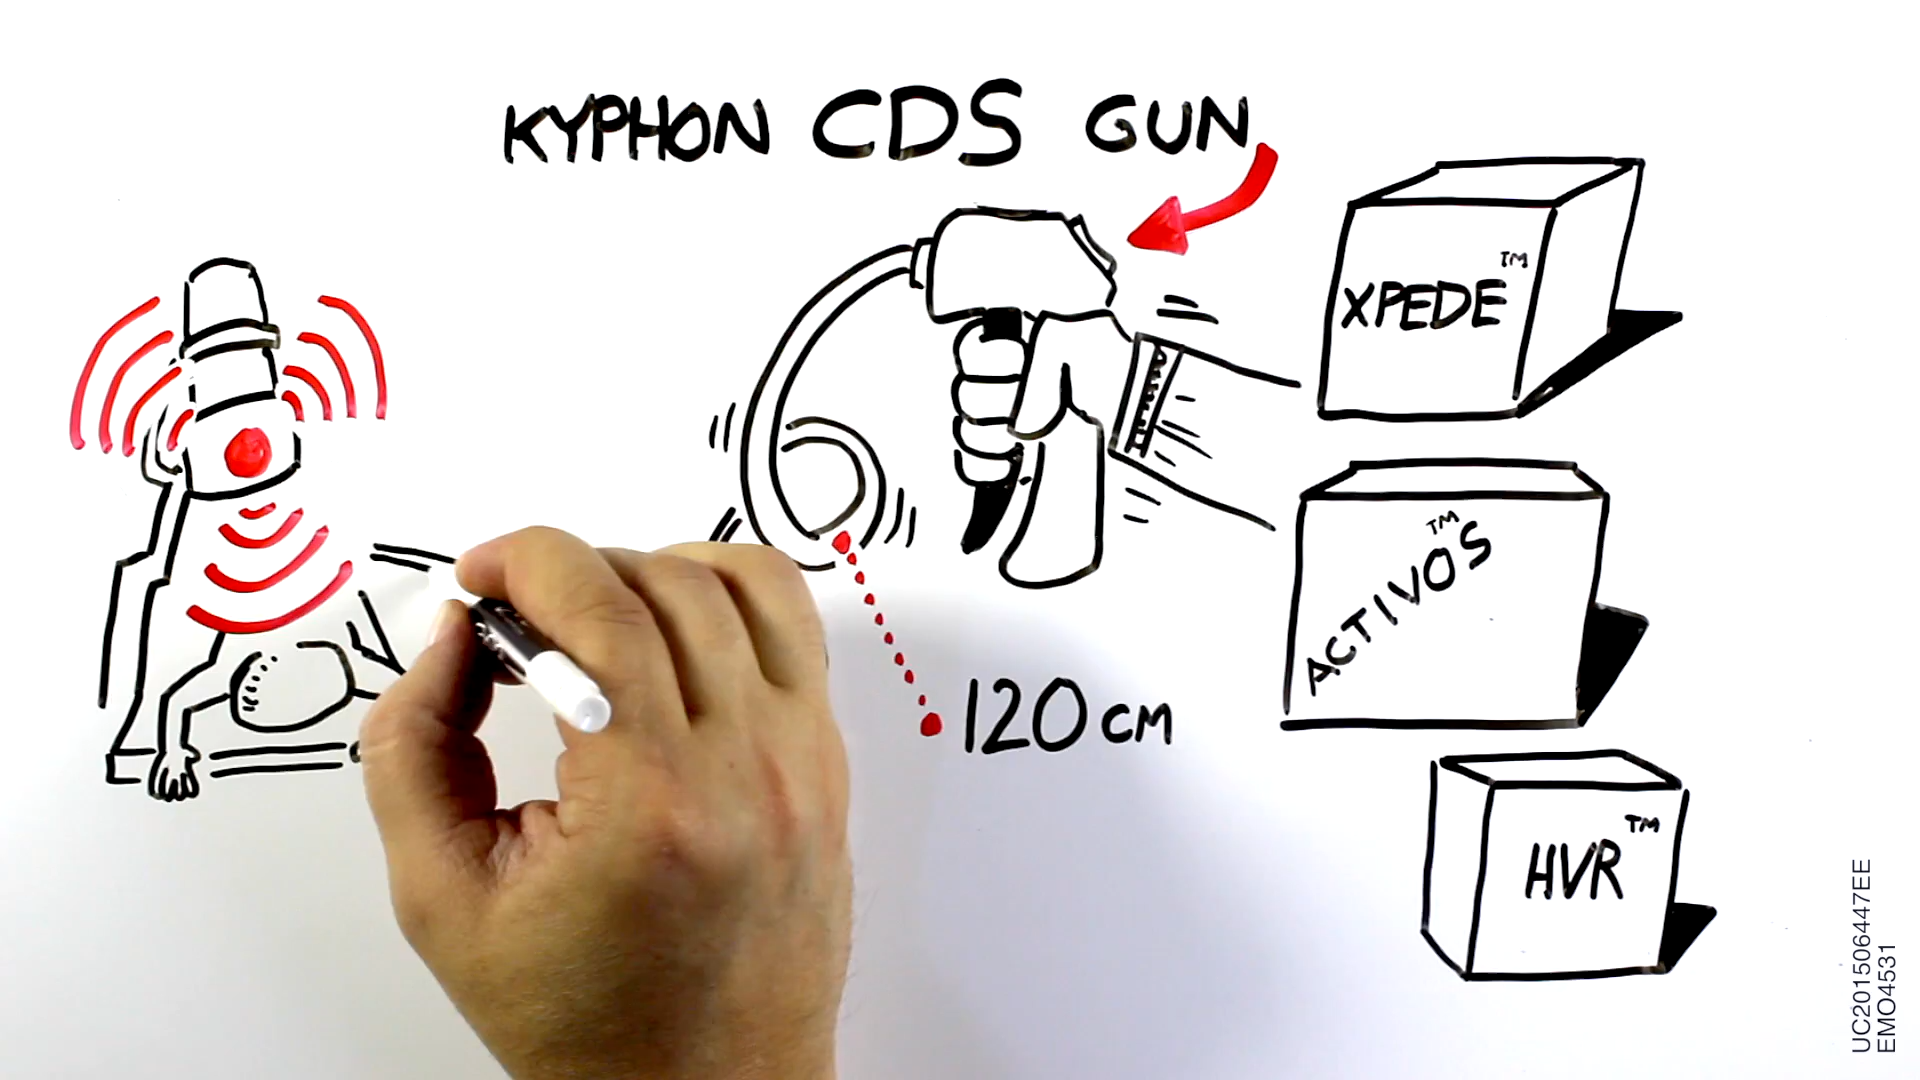 KYPHON CDS GUN
XPEDE™
ACTIVOS™
120 CM
HVR™
UC201506447EE
EMO4531